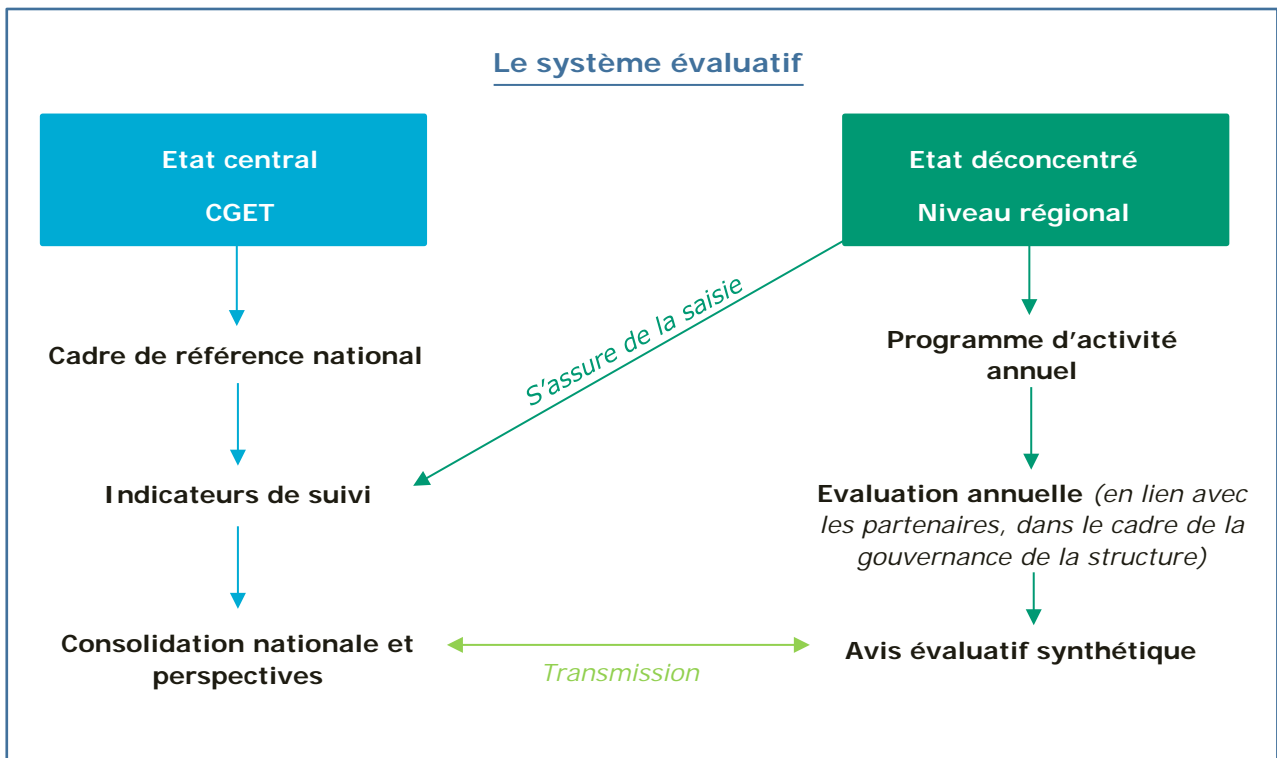 Le système évaluatif
Etat central
CGET
Etat déconcentré
Niveau régional
S'assure de la saisie
Cadre de référence national
Programme d'activité
annuel
Indicateurs de suivi
Evaluation annuelle (en lien avec
les partenaires, dans le cadre de la
gouvernance de la structure)
Consolidation nationale et
perspectives
Transmission
Avis évaluatif synthétique